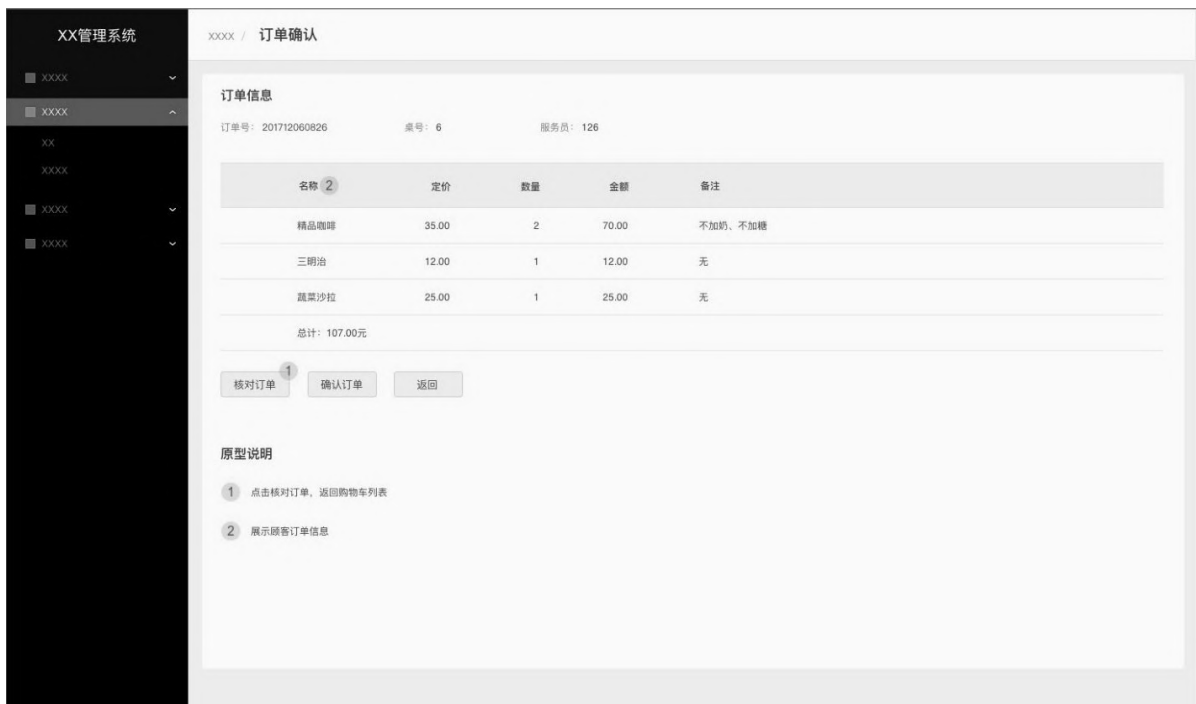 XX管理系统
XXXX
XXXX
XX
XXXX
XXXX
XXXX
XXXX / 订单确认
订单信息
订单号： 201712060826 桌号： 6 服务员： 126
名称 2 定价 数量 金额 备注
精品咖啡 35.00 2 70.00 不加奶、不加糖
三明治 12.00 1 12.00 无
蔬菜沙拉 25.00 1 25.00 无
总计： 107.00元
核对订单 1 确认订单 返回
原型说明
1 点击核对订单，返回购物车列表
2 展示顾客订单信息